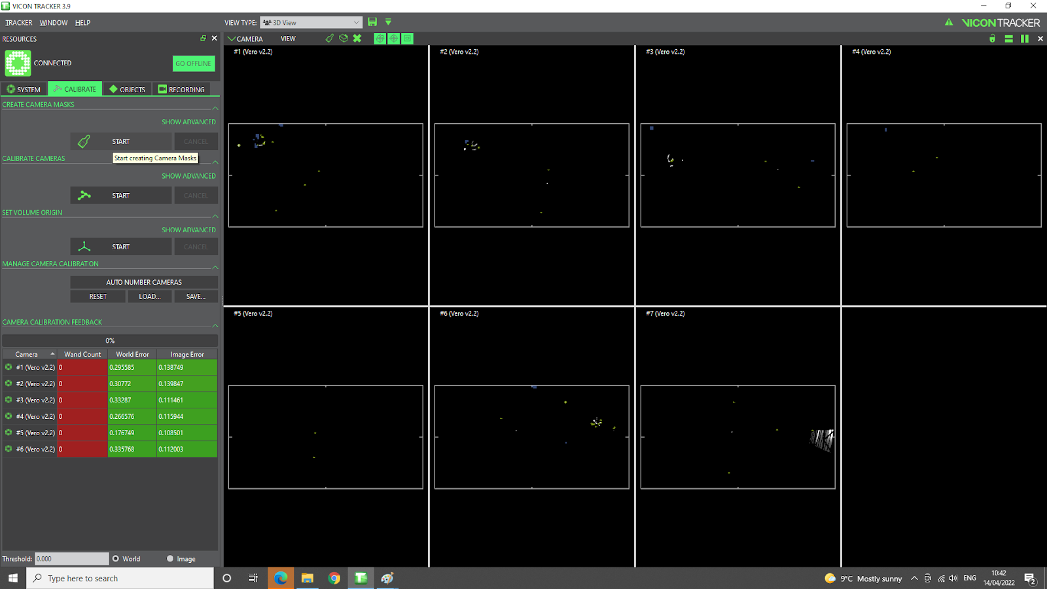 VICON TRACKER 3.9
TRACKER WINDOW HELP
VIEW TYPE: 3D View
VICON TRACKER
RESOURCES
CAMERA VIEW
CONNECTED
GO OFFLINE
SYSTEM CALIBRATE OBJECTS RECORDING
CREATE CAMERA MASKS
SHOW ADVANCED
START CANCEL
Start creating Camera Masks
CALIBRATE CAMERAS
SHOW ADVANCED
START CANCEL
SET VOLUME ORIGIN
SHOW ADVANCED
START CANCEL
MANAGE CAMERA CALIBRATION
AUTO NUMBER CAMERAS
RESET LOAD... SAVE...
CAMERA CALIBRATION FEEDBACK
0%
Camera Wand Count World Error Image Error
#1 (Vero v2.2) 0 0.295585 0.138749
#2 (Vero v2.2) 0 0.30772 0.139847
#3 (Vero v2.2) 0 0.33287 0.111461
#4 (Vero v2.2) 0 0.266576 0.115944
#5 (Vero v2.2) 0 0.176749 0.108501
#6 (Vero v2.2) 0 0.335768 0.112003
Threshold: 0.000 World Image
#1 (Vero v2.2) #2 (Vero v2.2) #3 (Vero v2.2) #4 (Vero v2.2)
#5 (Vero v2.2) #6 (Vero v2.2) #7 (Vero v2.2)
Type here to search
9°C Mostly sunny
ENG
10:42
14/04/2022
2